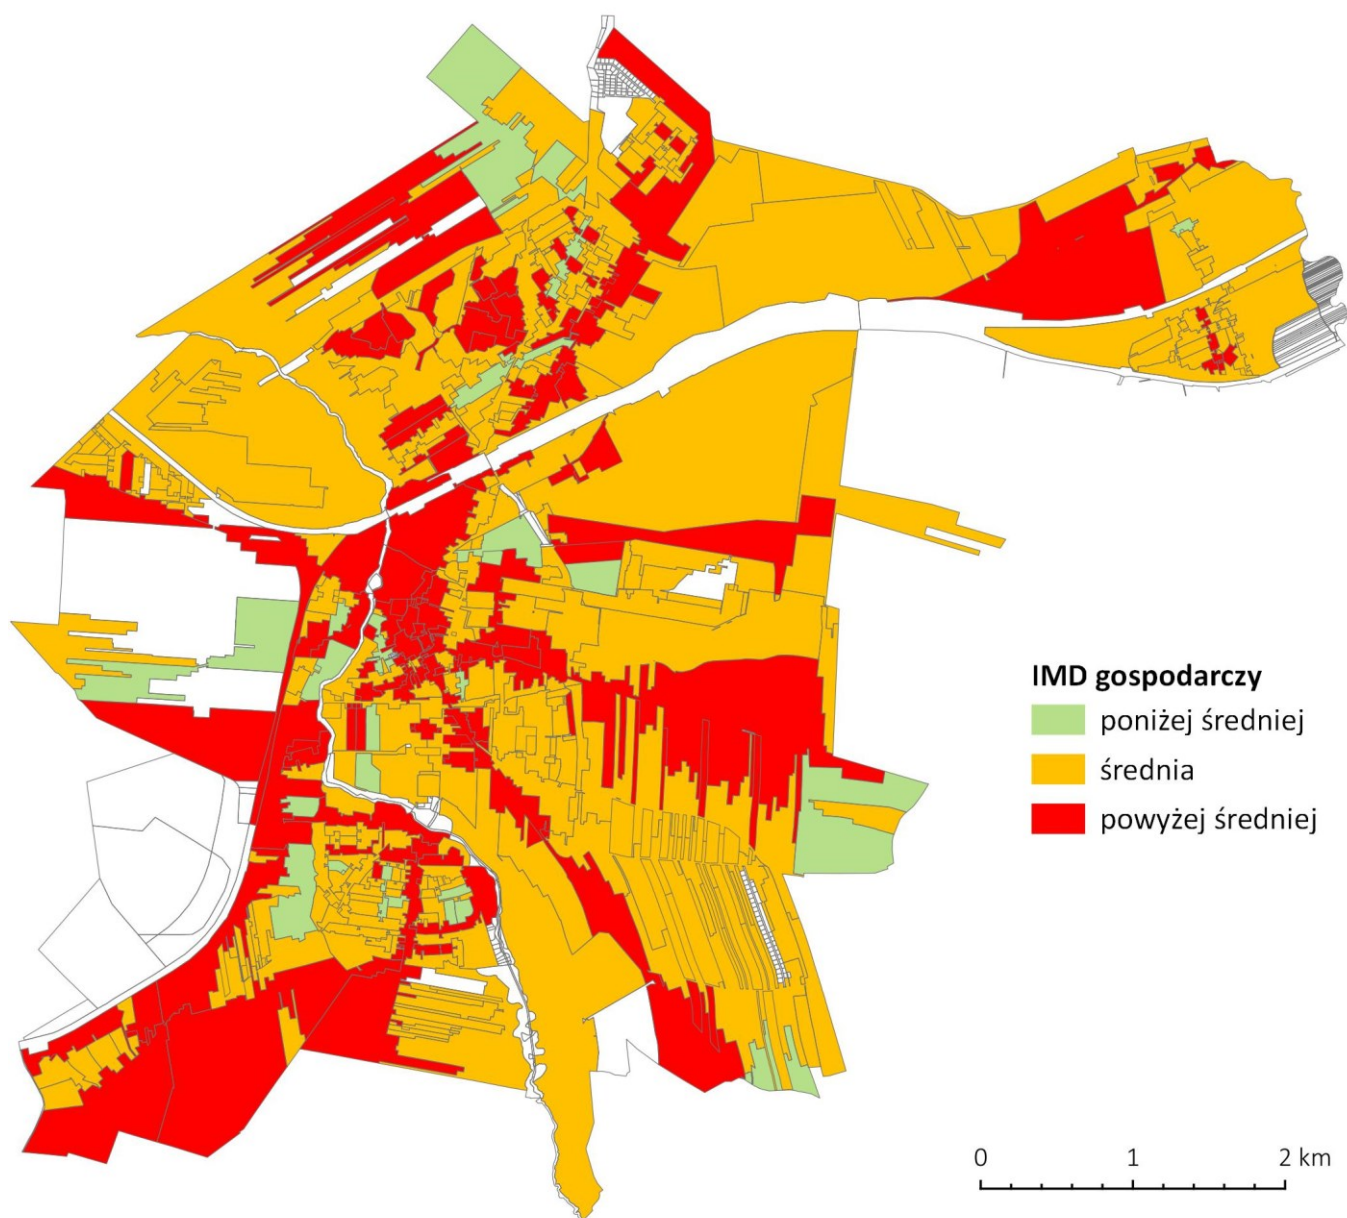 IMD gospodarczy
poniżej średniej
średnia
powyżej średniej
0 1 2 km